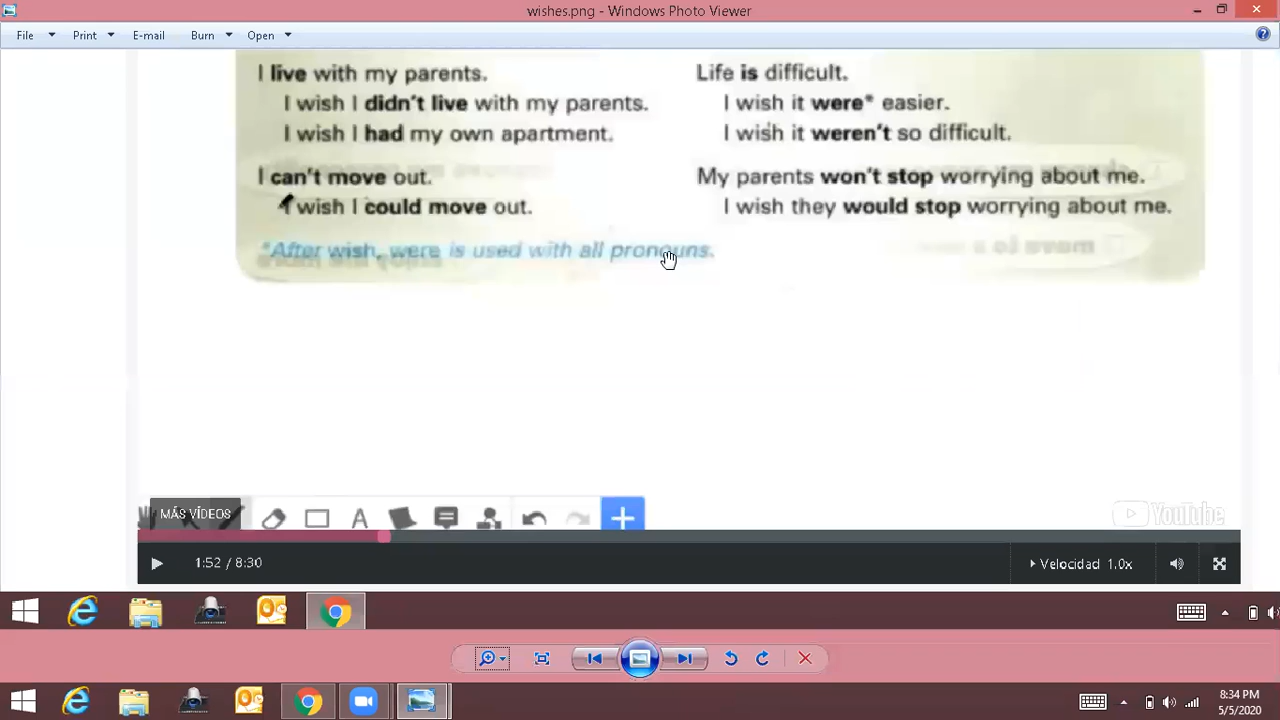 wishes.png - Windows Photo Viewer
File Print E-mail Burn Open
I live with my parents.
I wish I didn't live with my parents.
I wish I had my own apartment.
I can't move out.
I wish I could move out.
Life is difficult.
I wish it were* easier.
I wish it weren't so difficult.
My parents won't stop worrying about me.
I wish they would stop worrying about me.
*After wish, were is used with all pronouns.
MÁS VÍDEOS
A
YouTube
1:52 / 8:30
Velocidad 1.0x
8:34 PM
5/5/2020